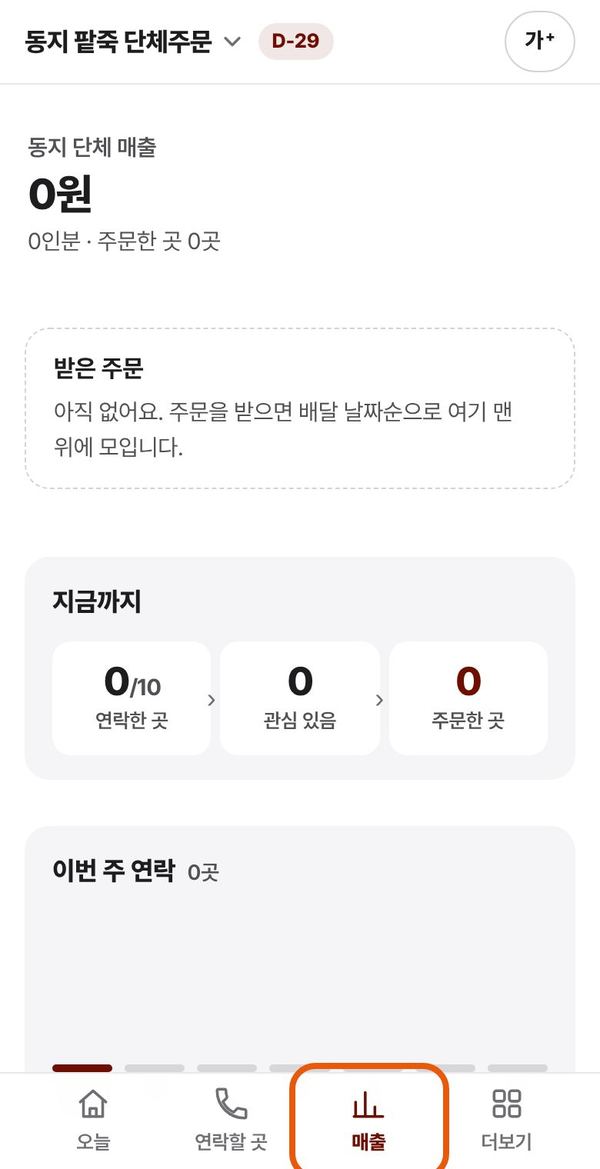 동지 팥죽 단체주문 D-29 가+
동지 단체 매출
0원
0인분 · 주문한 곳 0곳
받은 주문
아직 없어요. 주문을 받으면 배달 날짜순으로 여기 맨
위에 모입니다.
지금까지
0/10 › 0 › 0
연락한 곳 관심 있음 주문한 곳
이번 주 연락 0곳
오늘 연락할 곳 매출 더보기